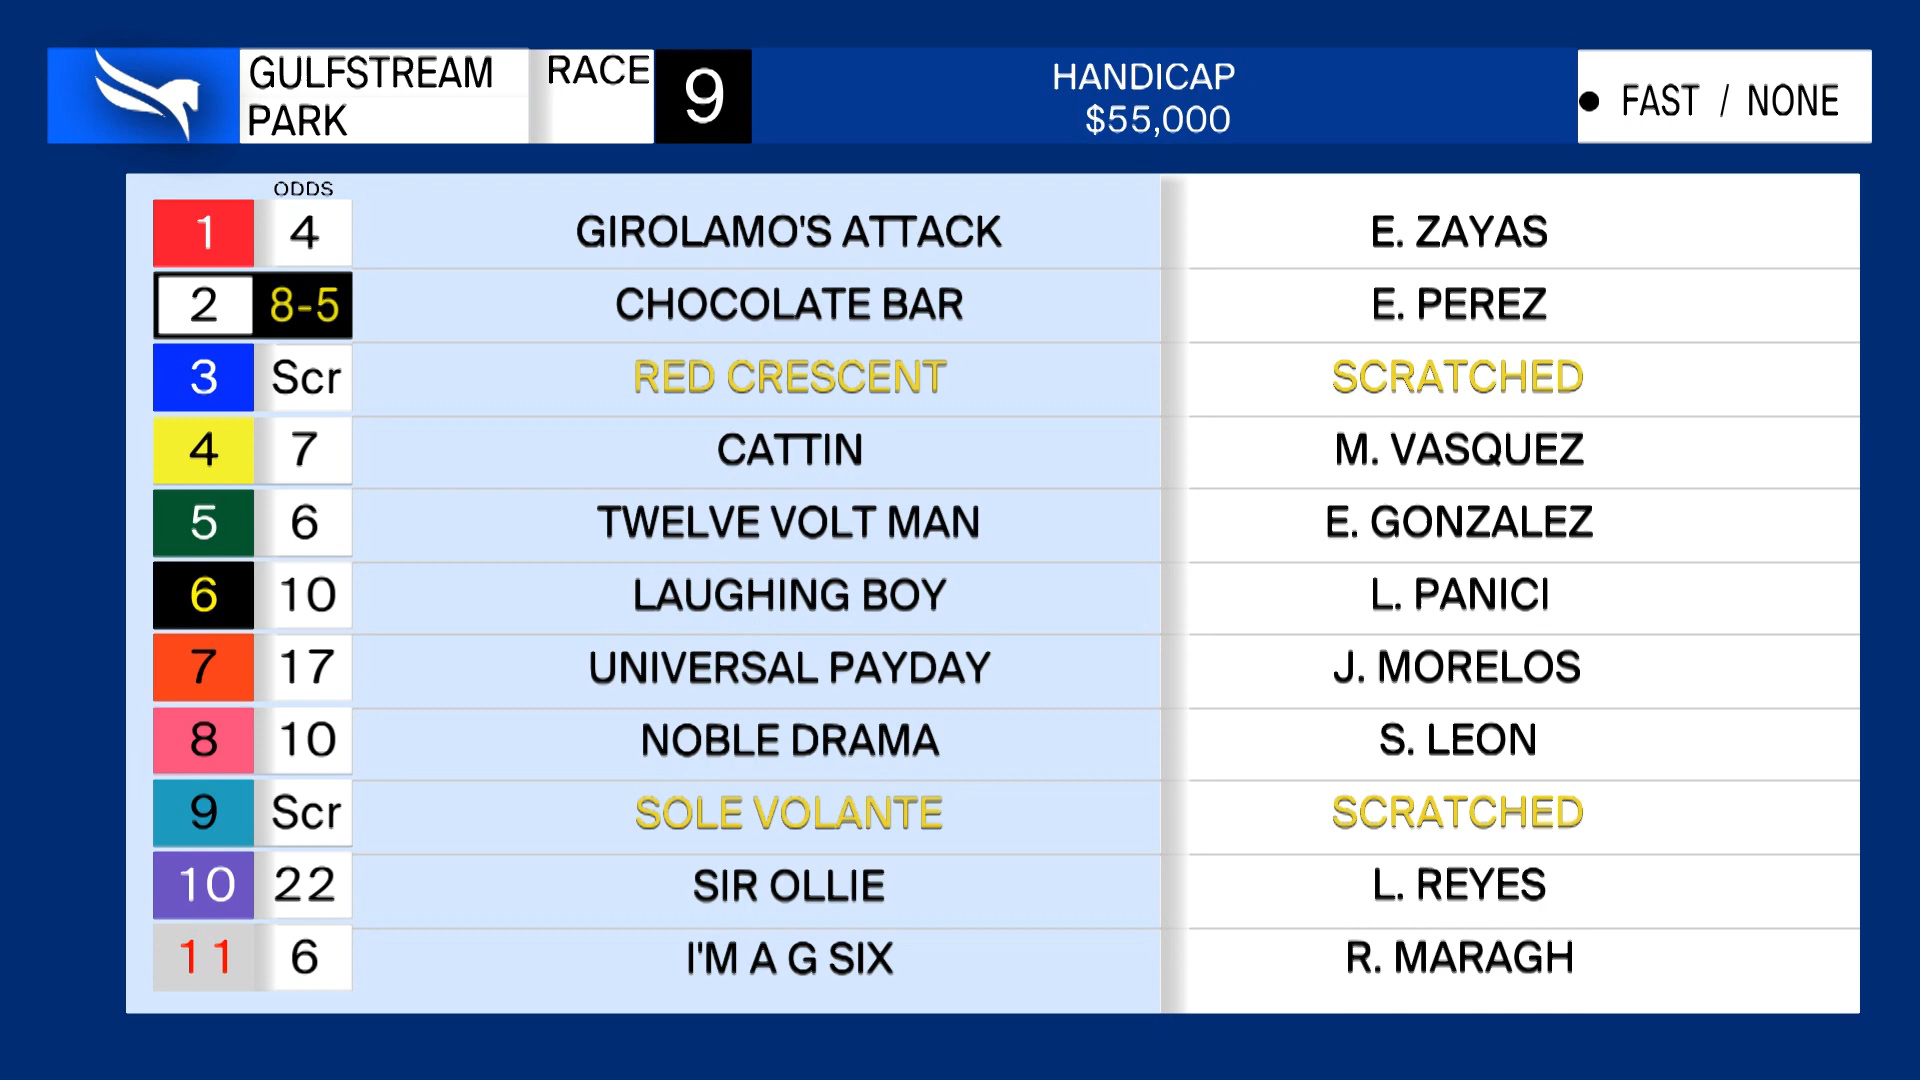 GULFSTREAM PARK RACE 9 HANDICAP $55,000 • FAST / NONE
ODDS
1 4 GIROLAMO'S ATTACK E. ZAYAS
2 8-5 CHOCOLATE BAR E. PEREZ
3 Scr RED CRESCENT SCRATCHED
4 7 CATTIN M. VASQUEZ
5 6 TWELVE VOLT MAN E. GONZALEZ
6 10 LAUGHING BOY L. PANICI
7 17 UNIVERSAL PAYDAY J. MORELOS
8 10 NOBLE DRAMA S. LEON
9 Scr SOLE VOLANTE SCRATCHED
10 22 SIR OLLIE L. REYES
11 6 I'M A G SIX R. MARAGH